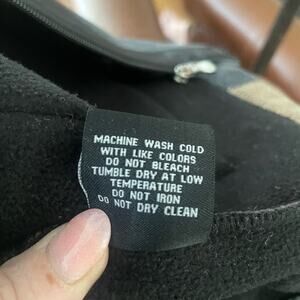 MACHINE WASH COLD
WITH LIKE COLORS
DO NOT BLEACH
TUMBLE DRY AT LOW
TEMPERATURE
DO NOT IRON
DO NOT DRY CLEAN